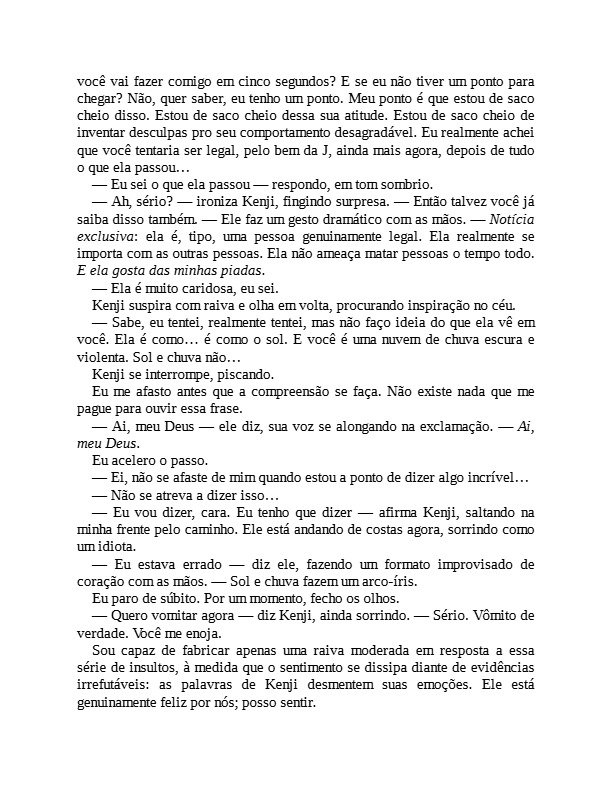 você vai fazer comigo em cinco segundos? E se eu não tiver um ponto para
chegar? Não, quer saber, eu tenho um ponto. Meu ponto é que estou de saco
cheio disso. Estou de saco cheio dessa sua atitude. Estou de saco cheio de
inventar desculpas pro seu comportamento desagradável. Eu realmente achei
que você tentaria ser legal, pelo bem da J, ainda mais agora, depois de tudo
o que ela passou…
— Eu sei o que ela passou — respondo, em tom sombrio.
— Ah, sério? — ironiza Kenji, fingindo surpresa. — Então talvez você já
saiba disso também. — Ele faz um gesto dramático com as mãos. — Notícia
exclusiva: ela é, tipo, uma pessoa genuinamente legal. Ela realmente se
importa com as outras pessoas. Ela não ameaça matar pessoas o tempo todo.
E ela gosta das minhas piadas.
— Ela é muito caridosa, eu sei.
Kenji suspira com raiva e olha em volta, procurando inspiração no céu.
— Sabe, eu tentei, realmente tentei, mas não faço ideia do que ela vê em
você. Ela é como… é como o sol. E você é uma nuvem de chuva escura e
violenta. Sol e chuva não…
Kenji se interrompe, piscando.
Eu me afasto antes que a compreensão se faça. Não existe nada que me
pague para ouvir essa frase.
— Ai, meu Deus — ele diz, sua voz se alongando na exclamação. — Ai,
meu Deus.
Eu acelero o passo.
— Ei, não se afaste de mim quando estou a ponto de dizer algo incrível…
— Não se atreva a dizer isso…
— Eu vou dizer, cara. Eu tenho que dizer — afirma Kenji, saltando na
minha frente pelo caminho. Ele está andando de costas agora, sorrindo como
um idiota.
— Eu estava errado — diz ele, fazendo um formato improvisado de
coração com as mãos. — Sol e chuva fazem um arco-íris.
Eu paro de súbito. Por um momento, fecho os olhos.
— Quero vomitar agora — diz Kenji, ainda sorrindo. — Sério. Vômito de
verdade. Você me enoja.
Sou capaz de fabricar apenas uma raiva moderada em resposta a essa
série de insultos, à medida que o sentimento se dissipa diante de evidências
irrefutáveis: as palavras de Kenji desmentem suas emoções. Ele está
genuinamente feliz por nós; posso sentir.